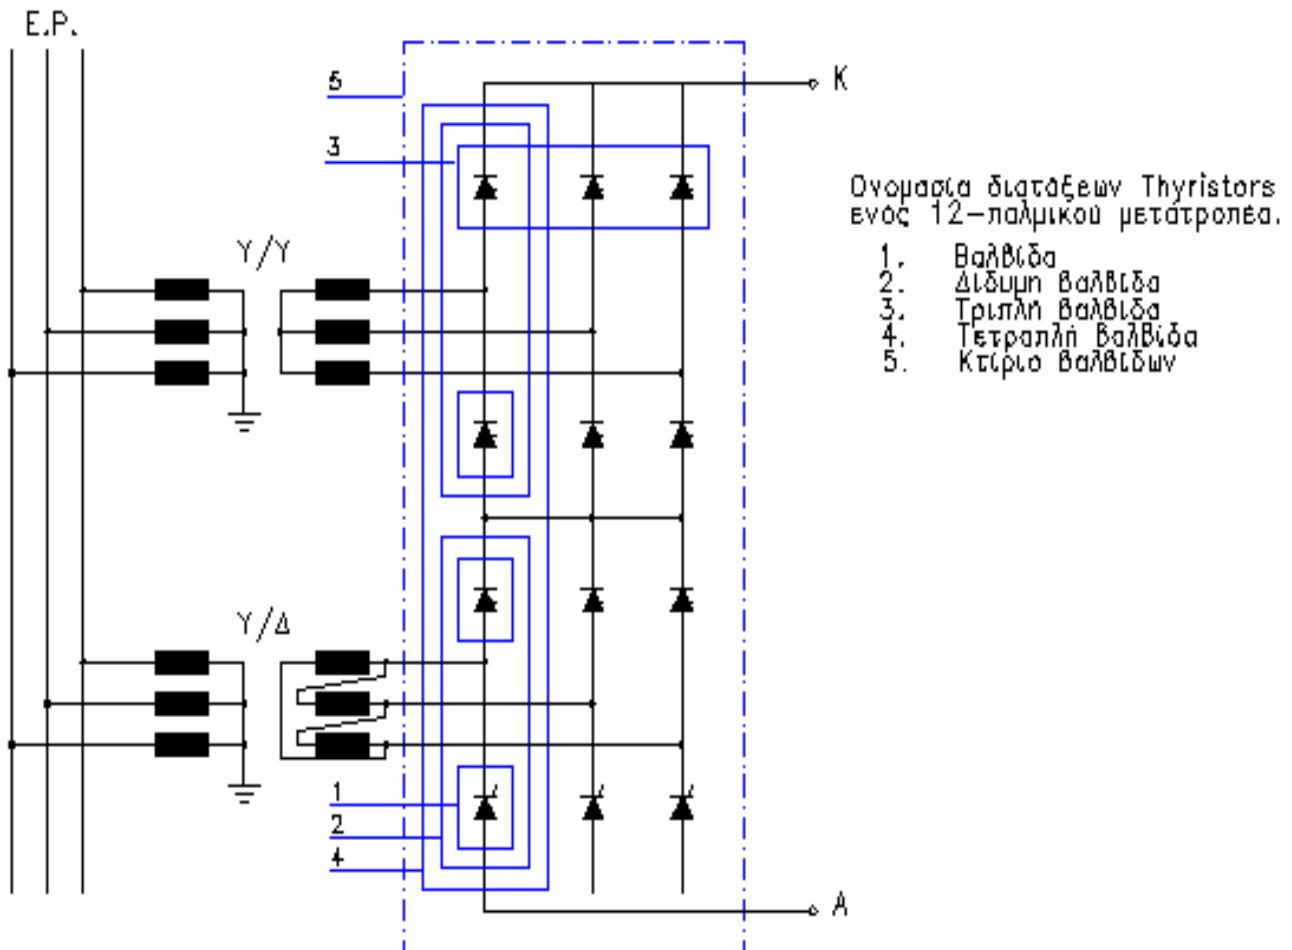 Ε.Ρ.
5
K
3
Ονομασία διατάξεων Thyristors
ενός 12-παλμικού μετάτροπέα.
Υ/Υ
1. Βαλβίδα
2. Δίδυμη βαλβίδα
3. Τριπλή βαλβίδα
4. Τετραπλή βαλβίδα
5. Κτίριο βαλβίδων
Υ/Δ
1
2
4
A